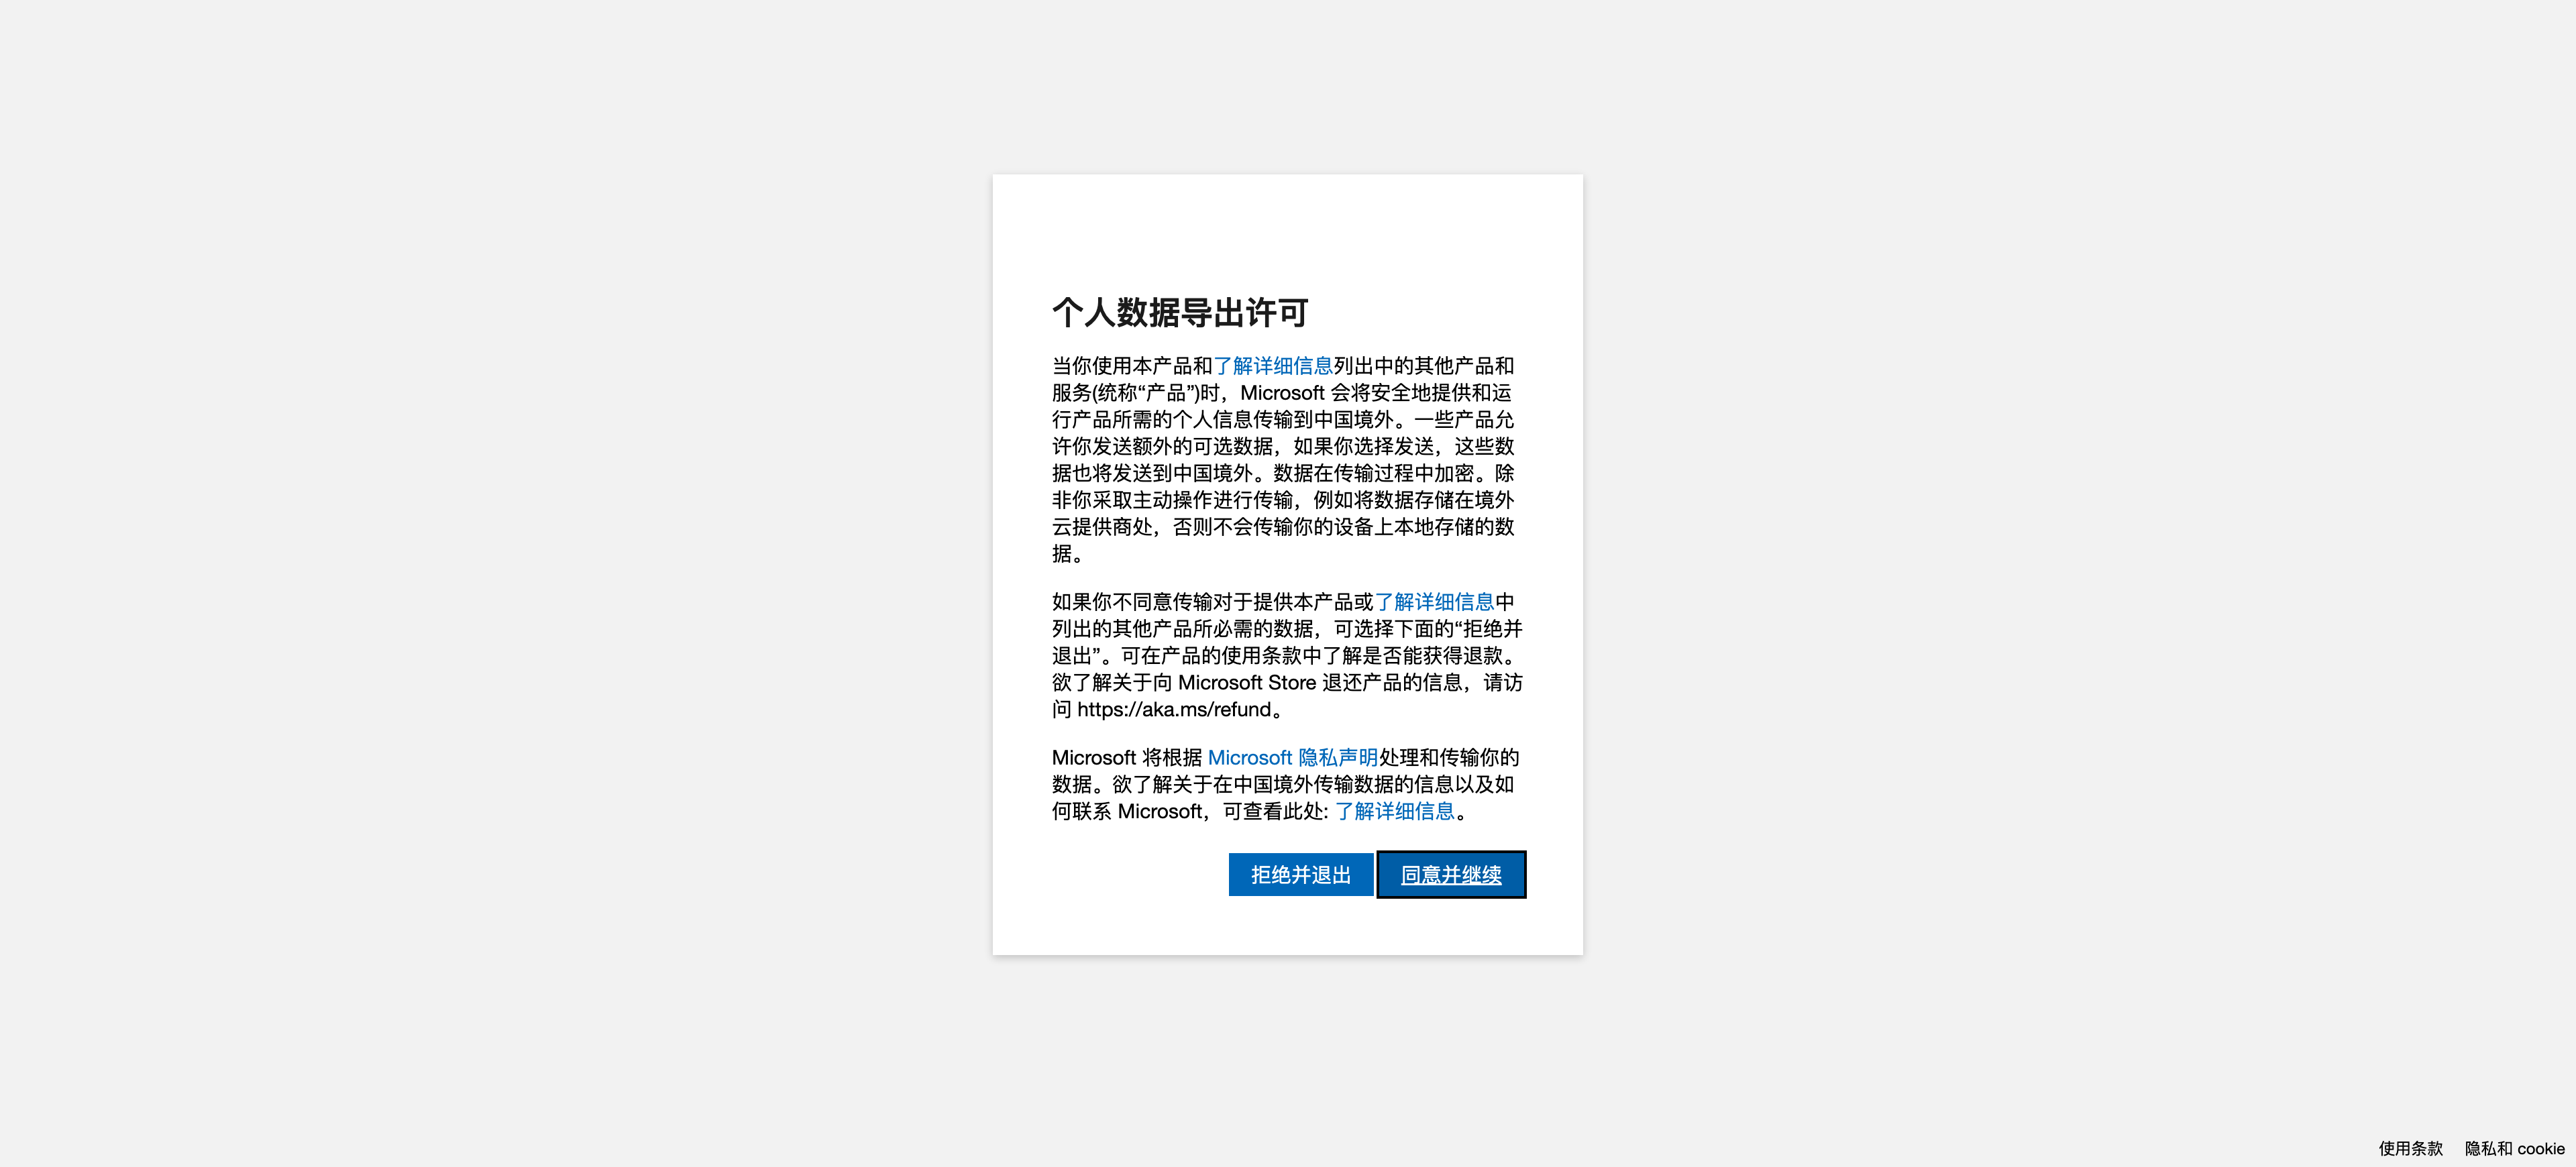 个人数据导出许可
当你使用本产品和了解详细信息列出中的其他产品和
服务(统称“产品”)时，Microsoft 会将安全地提供和运
行产品所需的个人信息传输到中国境外。一些产品允
许你发送额外的可选数据，如果你选择发送，这些数
据也将发送到中国境外。数据在传输过程中加密。除
非你采取主动操作进行传输，例如将数据存储在境外
云提供商处，否则不会传输你的设备上本地存储的数
据。
如果你不同意传输对于提供本产品或了解详细信息中
列出的其他产品所必需的数据，可选择下面的“拒绝并
退出”。可在产品的使用条款中了解是否能获得退款。
欲了解关于向 Microsoft Store 退还产品的信息，请访
问 https://aka.ms/refund。
Microsoft 将根据 Microsoft 隐私声明处理和传输你的
数据。欲了解关于在中国境外传输数据的信息以及如
何联系 Microsoft，可查看此处: 了解详细信息。
拒绝并退出 同意并继续
使用条款 隐私和 cookie